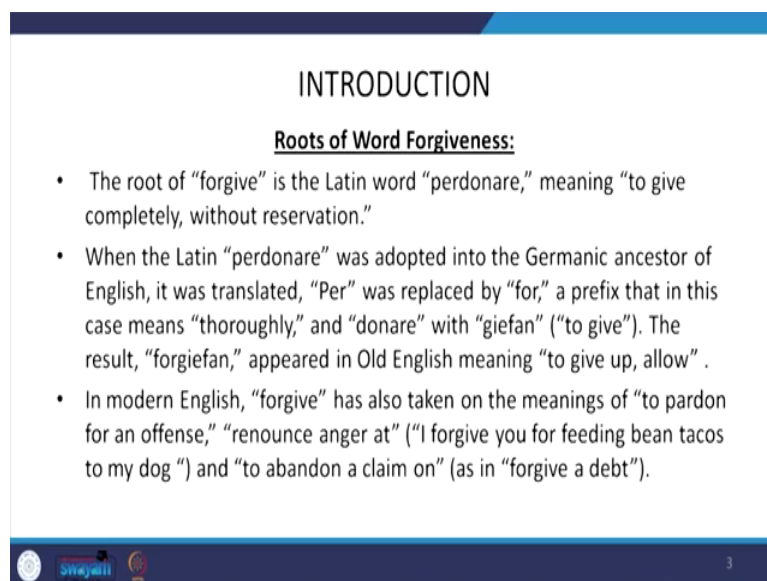 INTRODUCTION
Roots of Word Forgiveness:
• The root of “forgive” is the Latin word “perdonare,” meaning “to give
completely, without reservation.”
• When the Latin “perdonare” was adopted into the Germanic ancestor of
English, it was translated, “Per” was replaced by “for,” a prefix that in this
case means “thoroughly,” and “donare” with “giefan” (“to give”). The
result, “forgiefan,” appeared in Old English meaning “to give up, allow” .
• In modern English, “forgive” has also taken on the meanings of “to pardon
for an offense,” “renounce anger at” (“I forgive you for feeding bean tacos
to my dog “) and “to abandon a claim on” (as in “forgive a debt”).
swayam
3